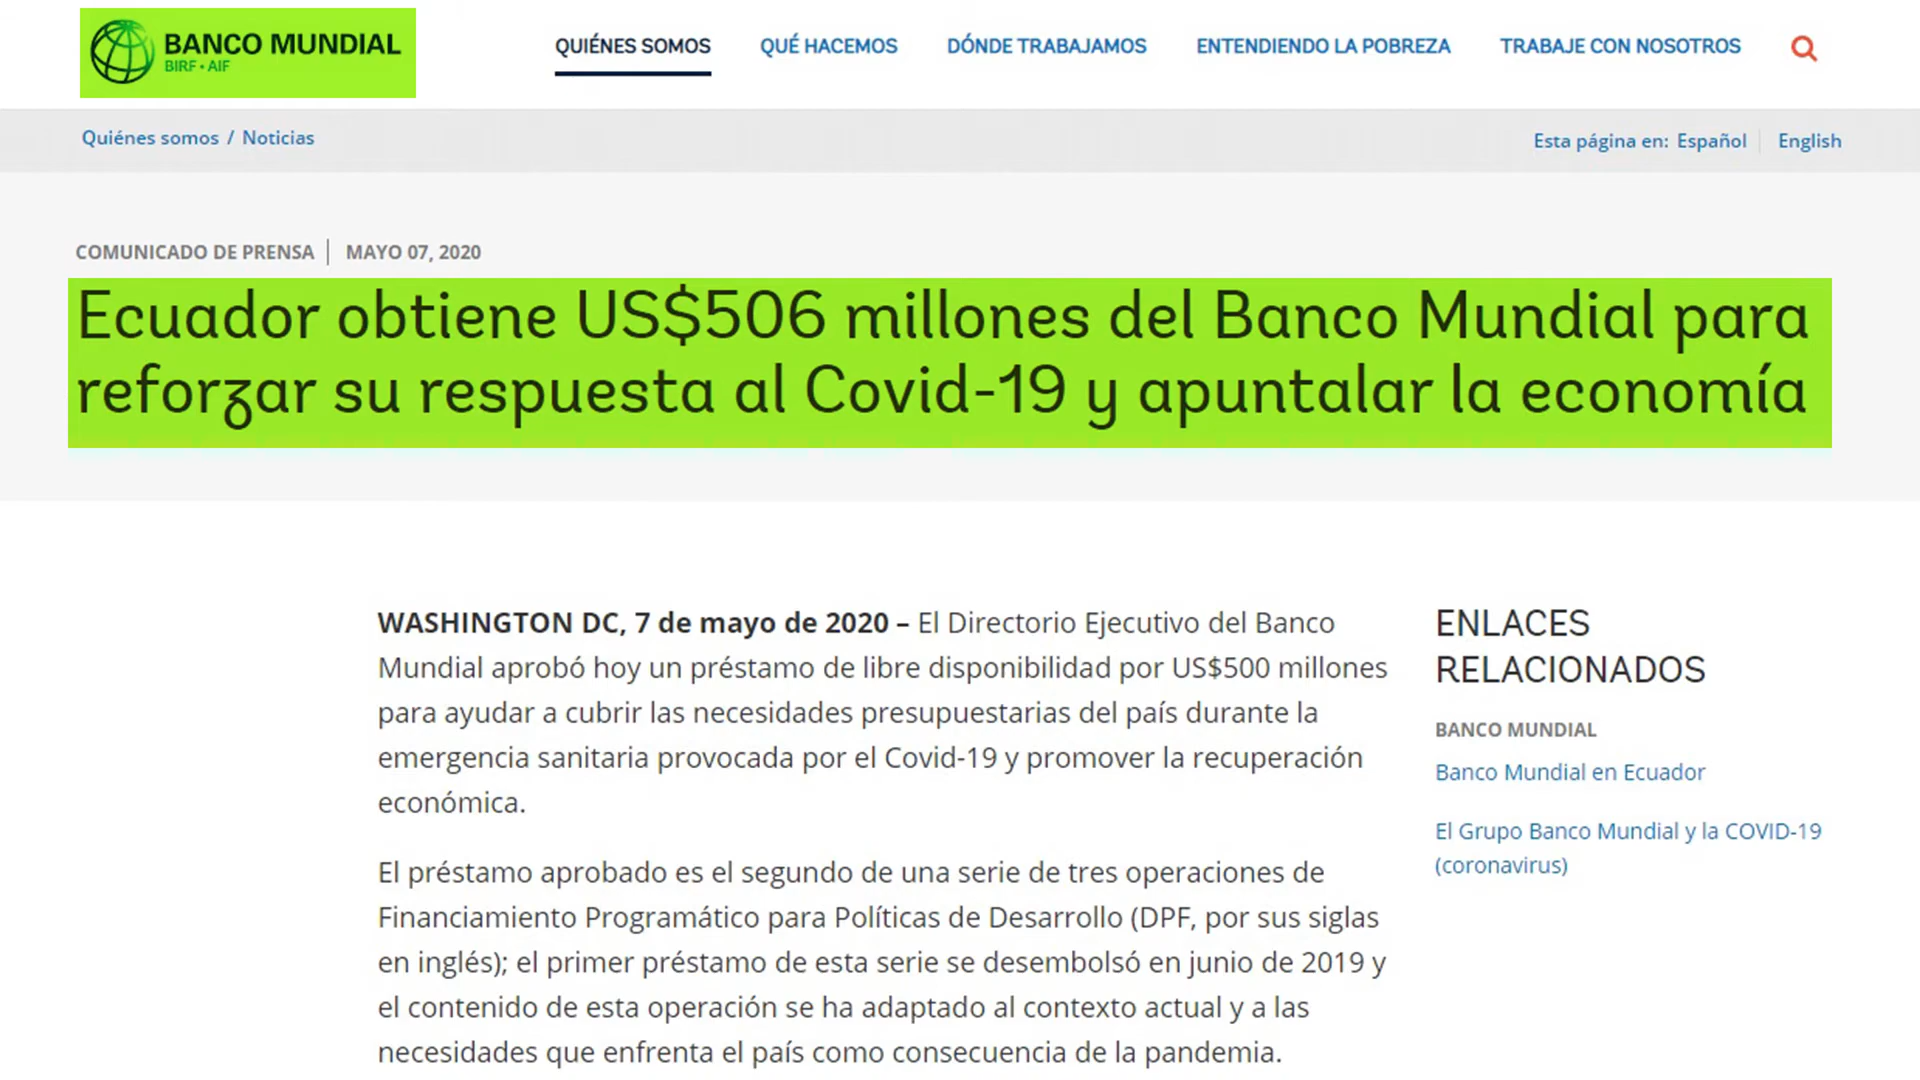 BANCO MUNDIAL
BIRF • AIF
QUIÉNES SOMOS
QUÉ HACEMOS
DÓNDE TRABAJAMOS
ENTENDIENDO LA POBREZA
TRABAJE CON NOSOTROS
Quiénes somos / Noticias
Esta página en: Español
English
COMUNICADO DE PRENSA | MAYO 07, 2020
Ecuador obtiene US$506 millones del Banco Mundial para
reforzar su respuesta al Covid-19 y apuntalar la economía
WASHINGTON DC, 7 de mayo de 2020 – El Directorio Ejecutivo del Banco
Mundial aprobó hoy un préstamo de libre disponibilidad por US$500 millones
para ayudar a cubrir las necesidades presupuestarias del país durante la
emergencia sanitaria provocada por el Covid-19 y promover la recuperación
económica.
El préstamo aprobado es el segundo de una serie de tres operaciones de
Financiamiento Programático para Políticas de Desarrollo (DPF, por sus siglas
en inglés); el primer préstamo de esta serie se desembolsó en junio de 2019 y
el contenido de esta operación se ha adaptado al contexto actual y a las
necesidades que enfrenta el país como consecuencia de la pandemia.
ENLACES
RELACIONADOS
BANCO MUNDIAL
Banco Mundial en Ecuador
El Grupo Banco Mundial y la COVID-19
(coronavirus)